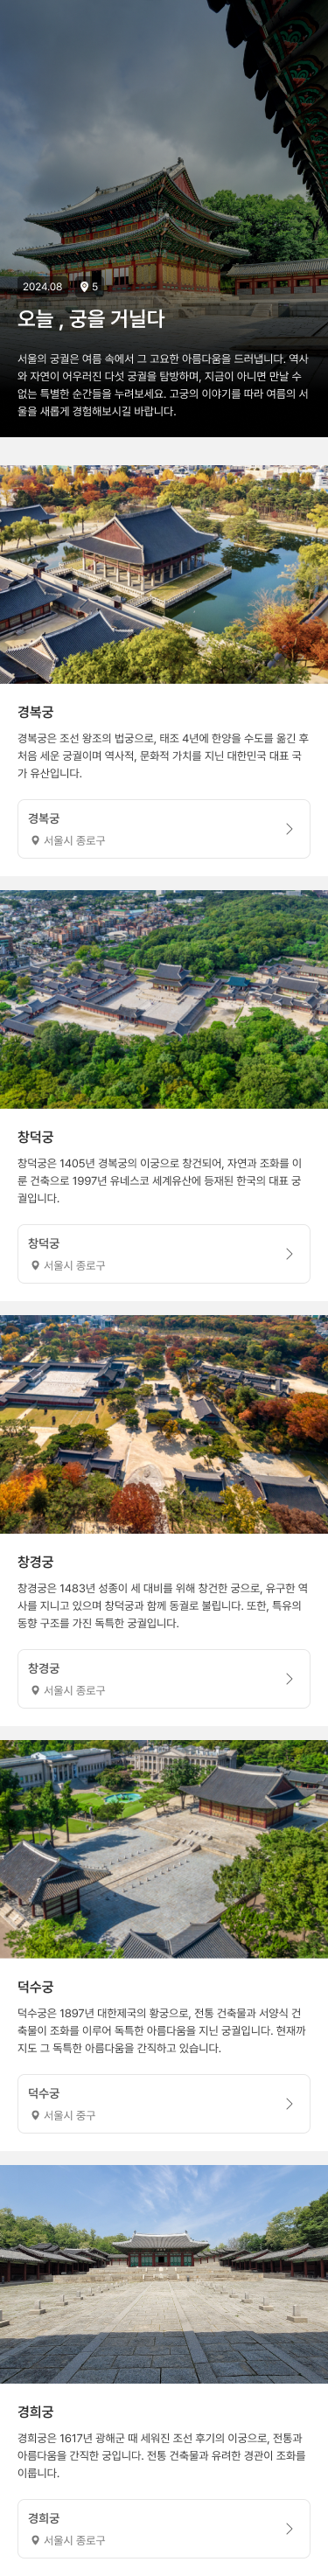 2024.08 5
오늘 , 궁을 거닐다
서울의 궁궐은 여름 속에서 그 고요한 아름다움을 드러냅니다. 역사
와 자연이 어우러진 다섯 궁궐을 탐방하며, 지금이 아니면 만날 수
없는 특별한 순간들을 누려보세요. 고궁의 이야기를 따라 여름의 서
울을 새롭게 경험해보시길 바랍니다.
경복궁
경복궁은 조선 왕조의 법궁으로, 태조 4년에 한양을 수도를 옮긴 후
처음 세운 궁궐이며 역사적, 문화적 가치를 지닌 대한민국 대표 국
가 유산입니다.
경복궁
서울시 종로구
창덕궁
창덕궁은 1405년 경복궁의 이궁으로 창건되어, 자연과 조화를 이
룬 건축으로 1997년 유네스코 세계유산에 등재된 한국의 대표 궁
궐입니다.
창덕궁
서울시 종로구
창경궁
창경궁은 1483년 성종이 세 대비를 위해 창건한 궁으로, 유구한 역
사를 지니고 있으며 창덕궁과 함께 동궐로 불립니다. 또한, 특유의
동향 구조를 가진 독특한 궁궐입니다.
창경궁
서울시 종로구
덕수궁
덕수궁은 1897년 대한제국의 황궁으로, 전통 건축물과 서양식 건
축물이 조화를 이루어 독특한 아름다움을 지닌 궁궐입니다. 현재까
지도 그 독특한 아름다움을 간직하고 있습니다.
덕수궁
서울시 중구
경희궁
경희궁은 1617년 광해군 때 세워진 조선 후기의 이궁으로, 전통과
아름다움을 간직한 궁입니다. 전통 건축물과 유려한 경관이 조화를
이룹니다.
경희궁
서울시 종로구